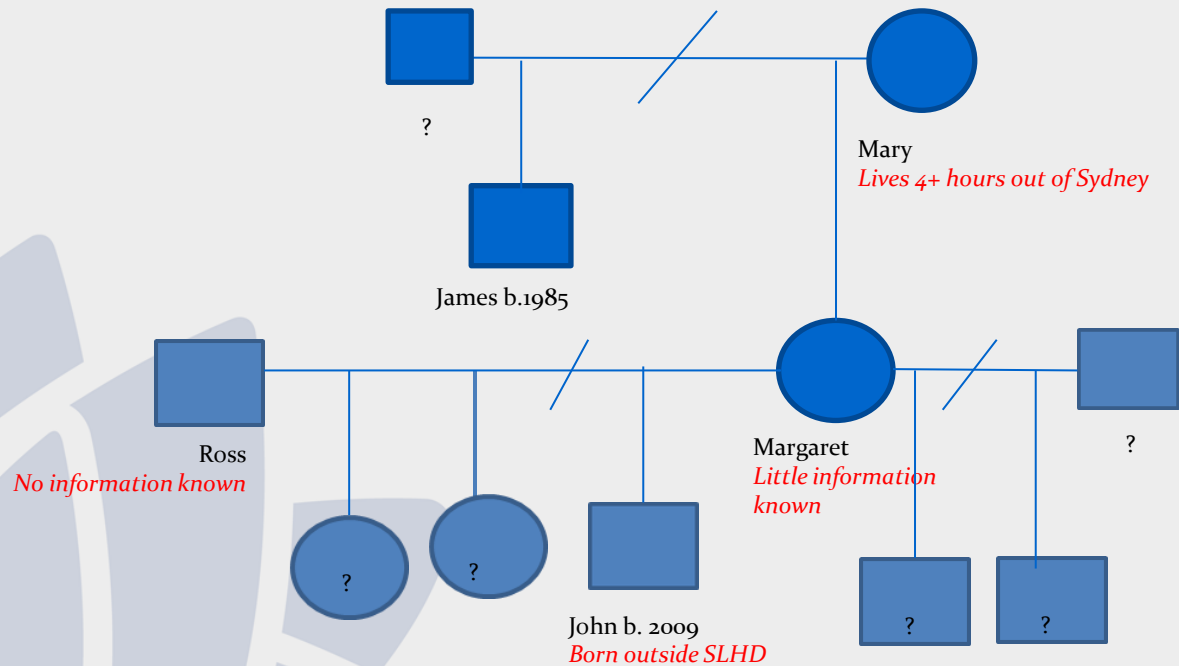 ?
Mary
Lives 4+ hours out of Sydney
James b.1985
Ross
No information known
Margaret
Little information
known
?
?
?
John b. 2009
Born outside SLHD
?
?